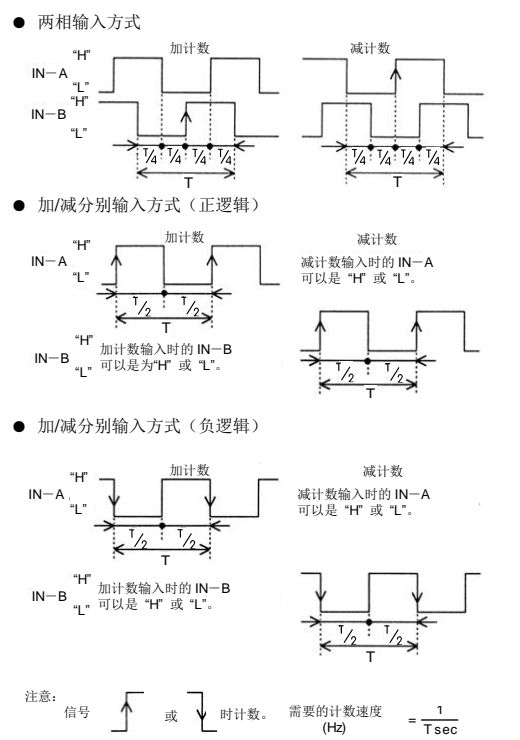 ● 两相输入方式
加计数
减计数
IN-A
“H”
“L”
IN-B
“H”
“L”
T/4 T/4 T/4 T/4
T
T/4 T/4 T/4 T/4
T
● 加/减分别输入方式（正逻辑）
加计数
减计数
IN-A
“H”
“L”
减计数输入时的 IN-A
可以是 “H” 或 “L”。
T/2 T/2
T
IN-B
“H”
“L”
加计数输入时的 IN-B
可以是为“H” 或 “L”。
T/2 T/2
T
● 加/减分别输入方式（负逻辑）
加计数
减计数
IN-A
“H”
“L”
减计数输入时的 IN-A
可以是 “H” 或 “L”。
T/2 T/2
T
IN-B
“H”
“L”
加计数输入时的 IN-B
可以是 “H” 或 “L”。
T/2 T/2
T
注意:
信号 或 时计数。
需要的计数速度
(Hz)
= 1
T sec